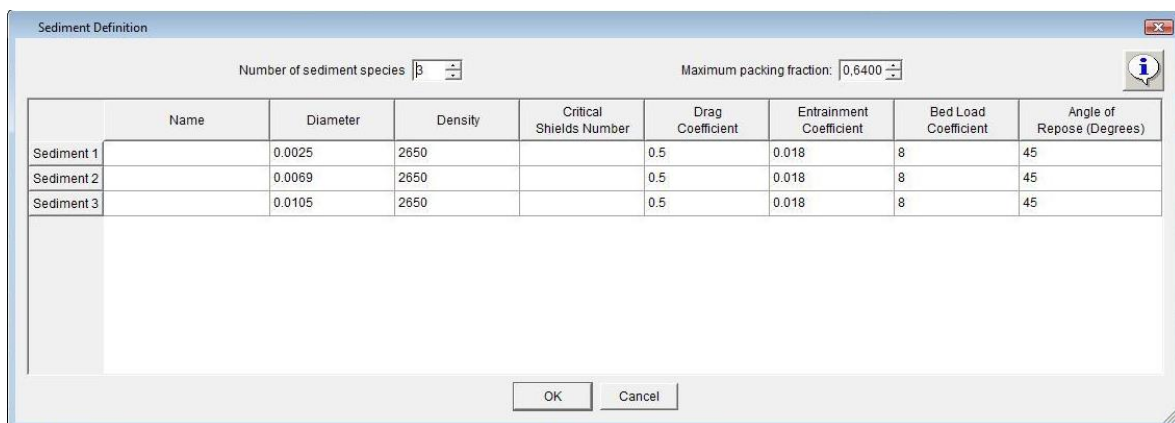 Sediment Definition
Number of sediment species 3 Maximum packing fraction: 0,6400
Name Diameter Density Critical Shields Number Drag Coefficient Entrainment Coefficient Bed Load Coefficient Angle of Repose (Degrees)
Sediment 1 0.0025 2650 0.5 0.018 8 45
Sediment 2 0.0069 2650 0.5 0.018 8 45
Sediment 3 0.0105 2650 0.5 0.018 8 45
OK Cancel